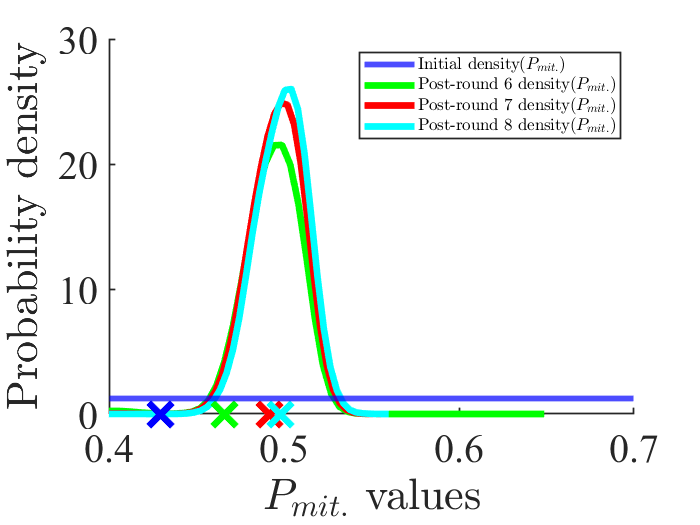 30
20
10
0
Probability density
Initial density(P_mit.)
Post-round 6 density(P_mit.)
Post-round 7 density(P_mit.)
Post-round 8 density(P_mit.)
0.4 0.5 0.6 0.7
P_mit. values